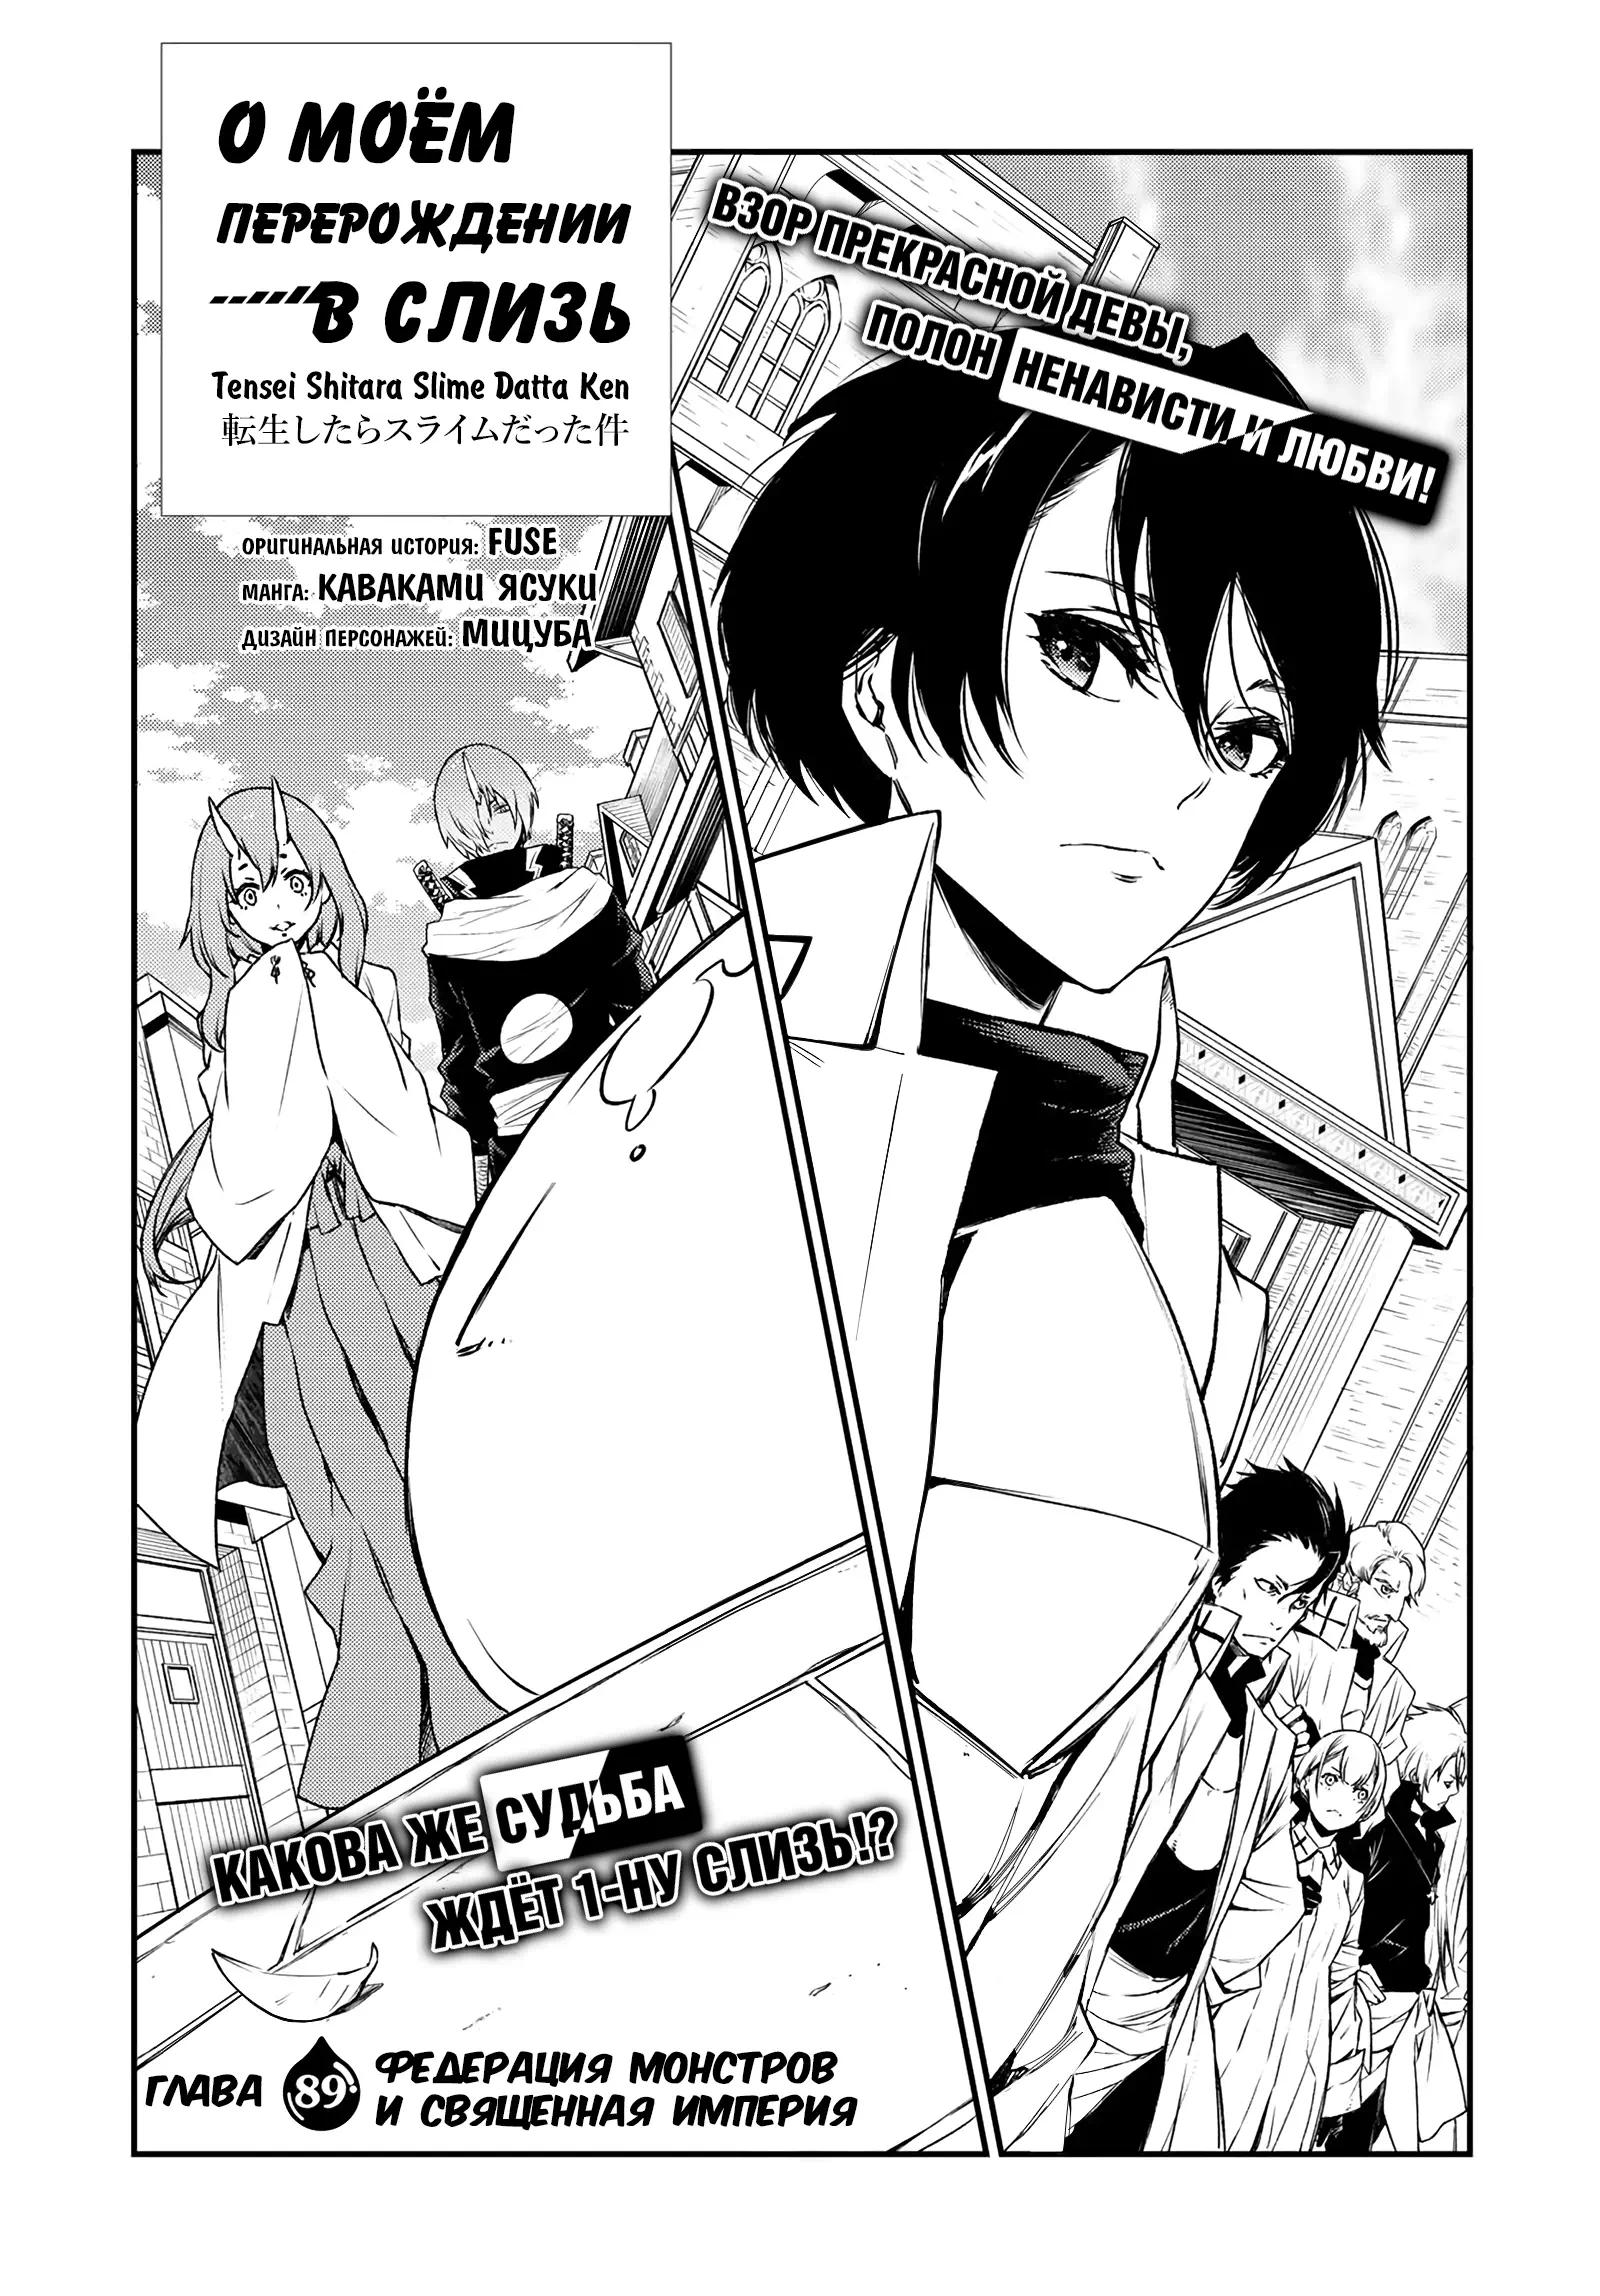 О МОЁМ
ПЕРЕРОЖДЕНИИ
В СЛИЗЬ
Tensei Shitara Slime Datta Ken
転生したらスライムだった件
ОРИГИНАЛЬНАЯ ИСТОРИЯ: FUSE
МАНГА: КАВАКАМИ ЯСУКИ
ДИЗАЙН ПЕРСОНАЖЕЙ: МИЦУБА
ВЗОР ПРЕКРАСНОЙ ДЕВЫ,
ПОЛОН НЕНАВИСТИ И ЛЮБВИ!
КАКОВА ЖЕ СУДЬБА
ЖДЁТ 1-НУ СЛИЗЬ!?
ГЛАВА 89 ФЕДЕРАЦИЯ МОНСТРОВ
И СВЯЩЕННАЯ ИМПЕРИЯ